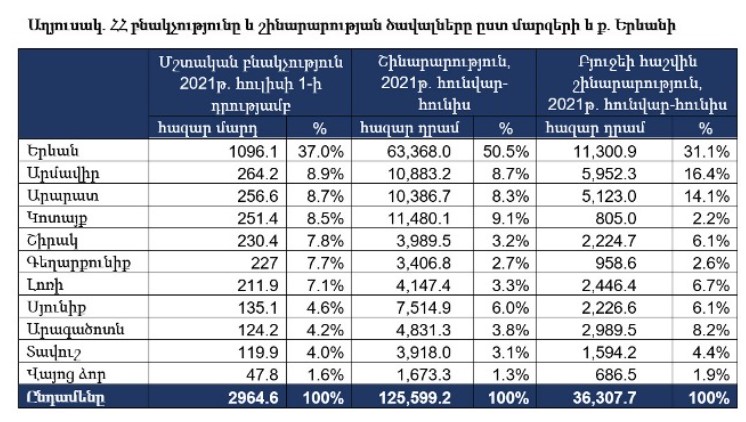 Աղյուսակ. ՀՀ բնակչությունը և շինարարության ծավալները ըստ մարզերի և ք. Երևանի
Մշտական բնակչություն 2021թ. հուլիսի 1-ի դրությամբ Շինարարություն, 2021թ. հունվար-հունիս Բյուջեի հաշվին շինարարություն, 2021թ. հունվար-հունիս
հազար մարդ % հազար դրամ % հազար դրամ %
Երևան 1096.1 37.0% 63,368.0 50.5% 11,300.9 31.1%
Արմավիր 264.2 8.9% 10,883.2 8.7% 5,952.3 16.4%
Արարատ 256.6 8.7% 10,386.7 8.3% 5,123.0 14.1%
Կոտայք 251.4 8.5% 11,480.1 9.1% 805.0 2.2%
Շիրակ 230.4 7.8% 3,989.5 3.2% 2,224.7 6.1%
Գեղարքունիք 227 7.7% 3,406.8 2.7% 958.6 2.6%
Լոռի 211.9 7.1% 4,147.4 3.3% 2,446.4 6.7%
Սյունիք 135.1 4.6% 7,514.9 6.0% 2,226.6 6.1%
Արագածոտն 124.2 4.2% 4,831.3 3.8% 2,989.5 8.2%
Տավուշ 119.9 4.0% 3,918.0 3.1% 1,594.2 4.4%
Վայոց ձոր 47.8 1.6% 1,673.3 1.3% 686.5 1.9%
Ընդամենը 2964.6 100% 125,599.2 100% 36,307.7 100%